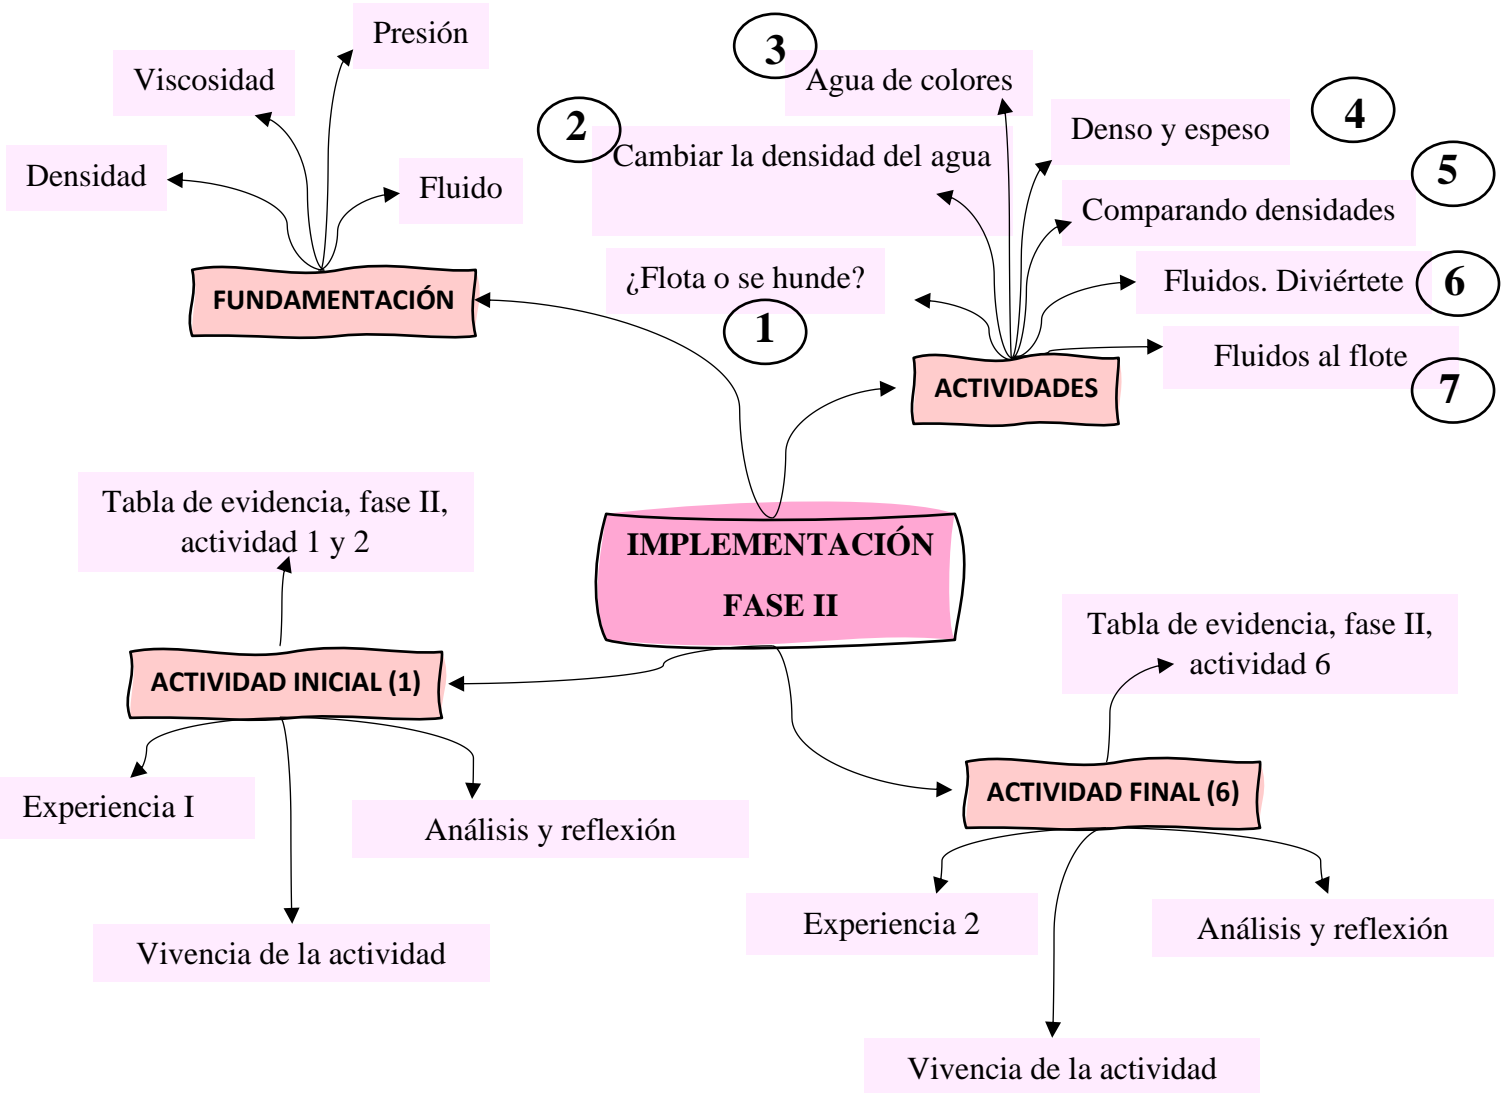 Presión
Viscosidad
Densidad
Fluido
FUNDAMENTACIÓN
3
Agua de colores
2
Cambiar la densidad del agua
Denso y espeso
4
5
Comparando densidades
¿Flota o se hunde?
1
Fluidos. Diviértete
6
Fluidos al flote
7
ACTIVIDADES
IMPLEMENTACIÓN
FASE II
Tabla de evidencia, fase II,
actividad 1 y 2
ACTIVIDAD INICIAL (1)
Experiencia I
Análisis y reflexión
Vivencia de la actividad
Tabla de evidencia, fase II,
actividad 6
ACTIVIDAD FINAL (6)
Experiencia 2
Análisis y reflexión
Vivencia de la actividad